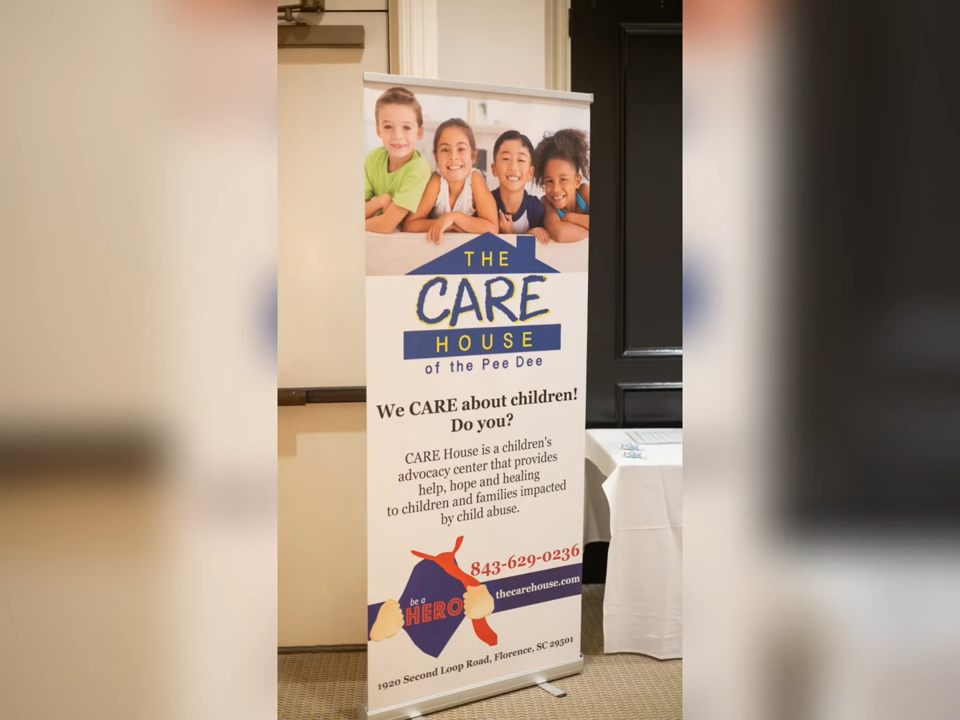 THE
CARE
HOUSE
of the Pee Dee
We CARE about children!
Do you?
CARE House is a children's
advocacy center that provides
help, hope and healing
to children and families impacted
by child abuse.
843-629-0236
thecarehouse.com
be a
HERO
1920 Second Loop Road, Florence, SC 29501